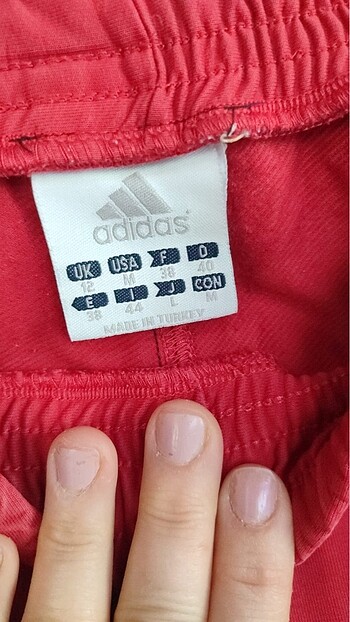 adidas
UK USA F D
12 M 38 40
E I J CON
38 44 L M
MADE IN TURKEY